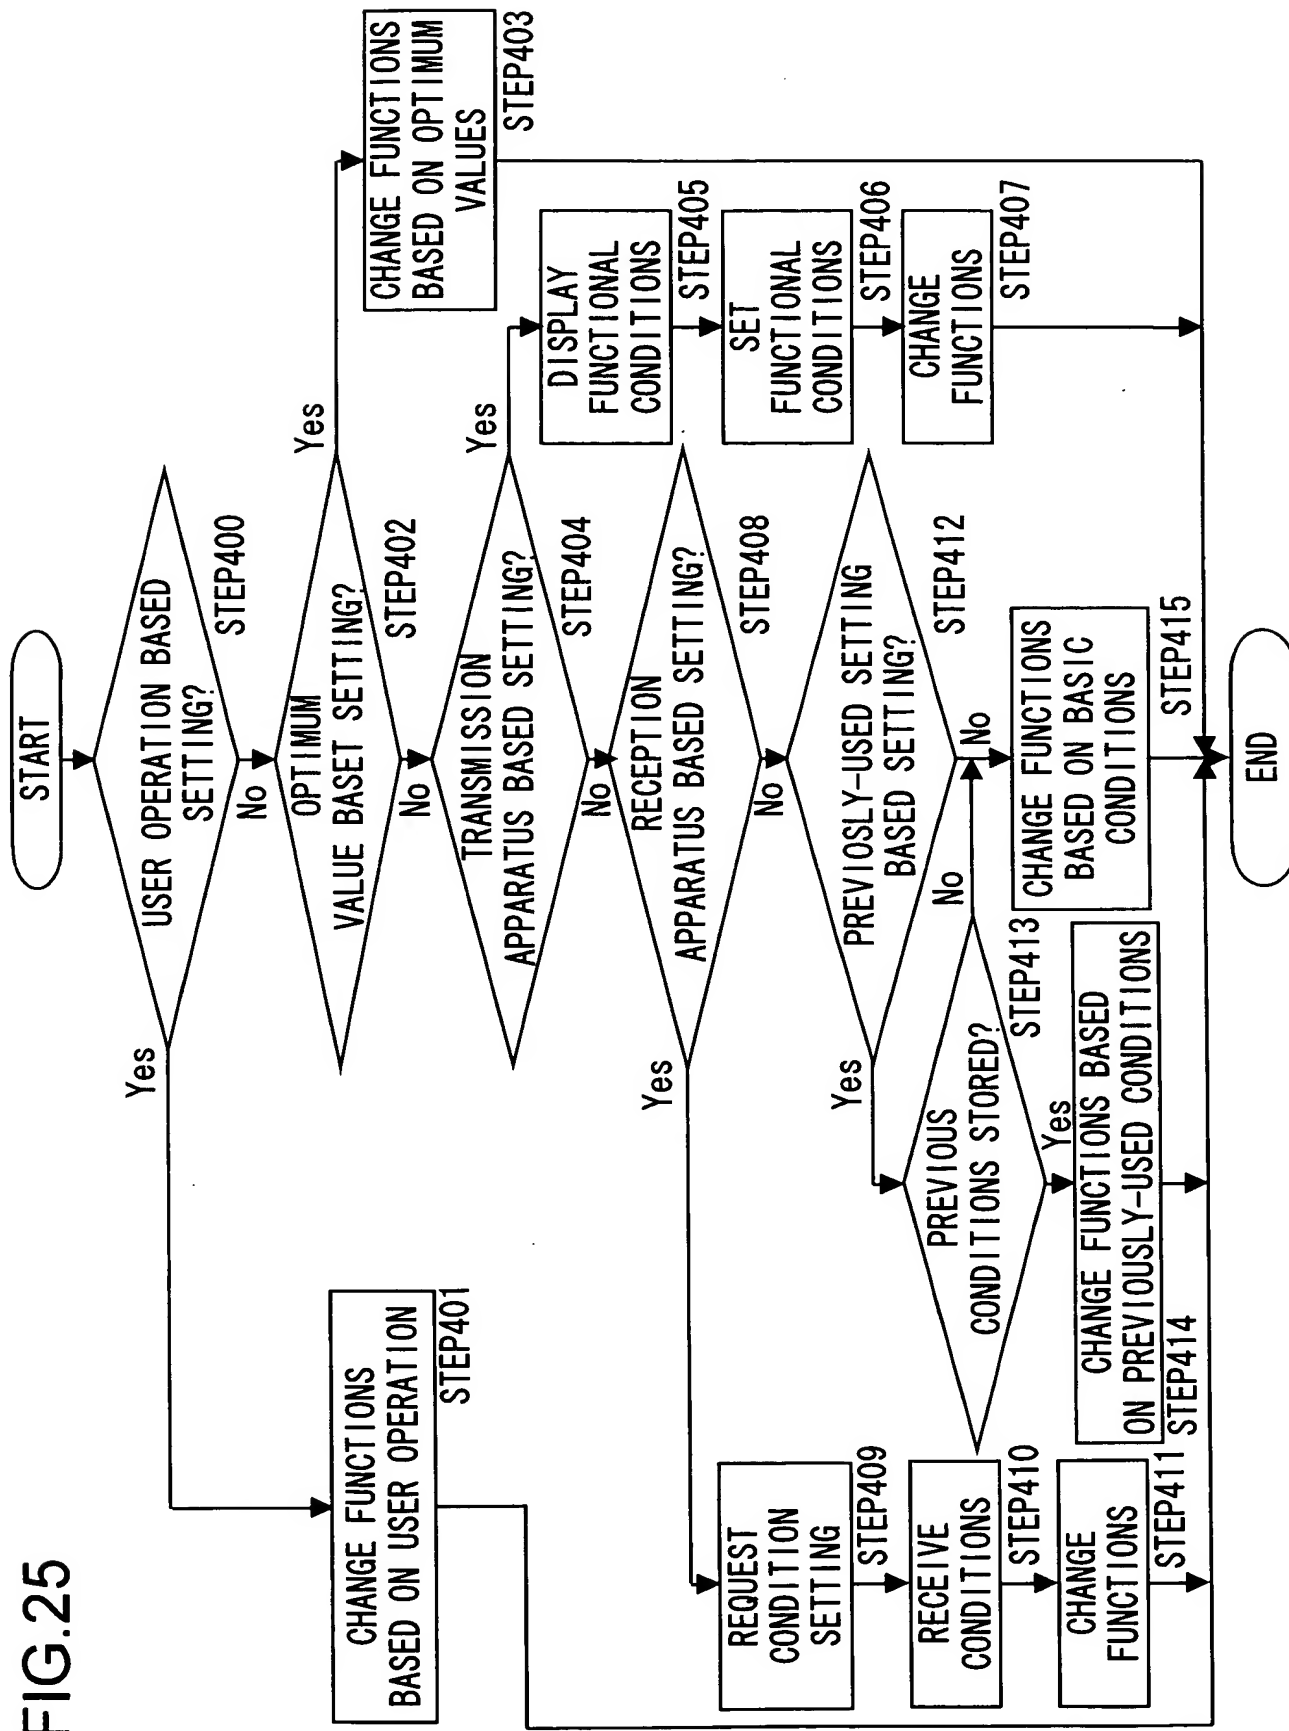 FIG.25
START
USER OPERATION BASED
SETTING?
STEP400
Yes
No
CHANGE FUNCTIONS
BASED ON USER OPERATION
STEP401
OPTIMUM
VALUE BASET SETTING?
STEP402
Yes
No
CHANGE FUNCTIONS
BASED ON OPTIMUM
VALUES
STEP403
TRANSMISSION
APPARATUS BASED SETTING?
STEP404
Yes
No
DISPLAY
FUNCTIONAL
CONDITIONS
STEP405
SET
FUNCTIONAL
CONDITIONS
STEP406
CHANGE
FUNCTIONS
STEP407
RECEPTION
APPARATUS BASED SETTING?
STEP408
Yes
No
REQUEST
CONDITION
SETTING
STEP409
RECEIVE
CONDITIONS
STEP410
CHANGE
FUNCTIONS
STEP411
PREVIOSLY-USED SETTING
BASED SETTING?
STEP412
Yes
No
PREVIOUS
CONDITIONS STORED?
STEP413
No
Yes
CHANGE FUNCTIONS BASED
ON PREVIOUSLY-USED CONDITIONS
STEP414
CHANGE FUNCTIONS
BASED ON BASIC
CONDITIONS
STEP415
END